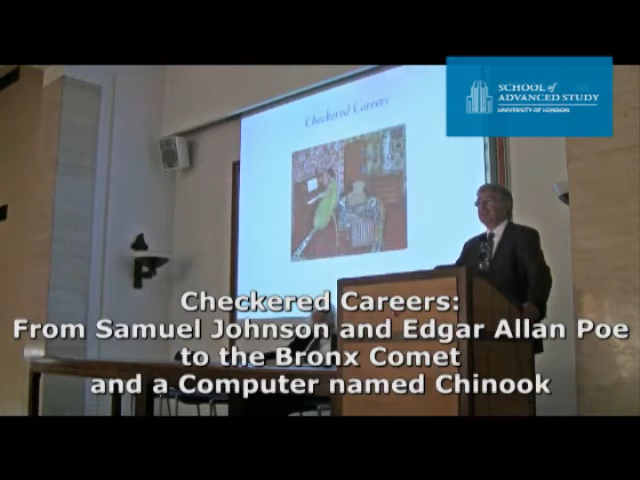 SCHOOL of
ADVANCED STUDY
UNIVERSITY OF LONDON
Checkered Careers
Checkered Careers:
From Samuel Johnson and Edgar Allan Poe
to the Bronx Comet
and a Computer named Chinook